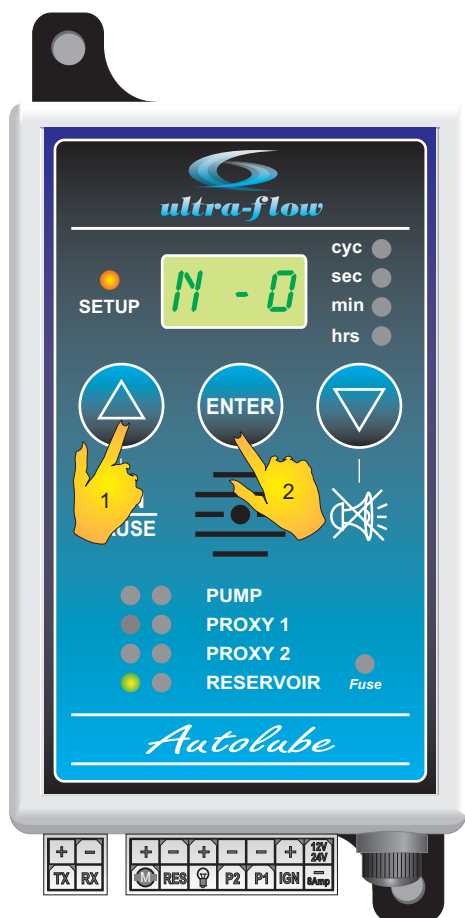 ultra-flow
cyc
sec
min
hrs
SETUP
N - 0
ENTER
1
2
PUMP
PROXY 1
PROXY 2
RESERVOIR
Fuse
Autolube
+ - + - + - - + 12V 24V
TX RX M RES P2 P1 IGN - 8Amp